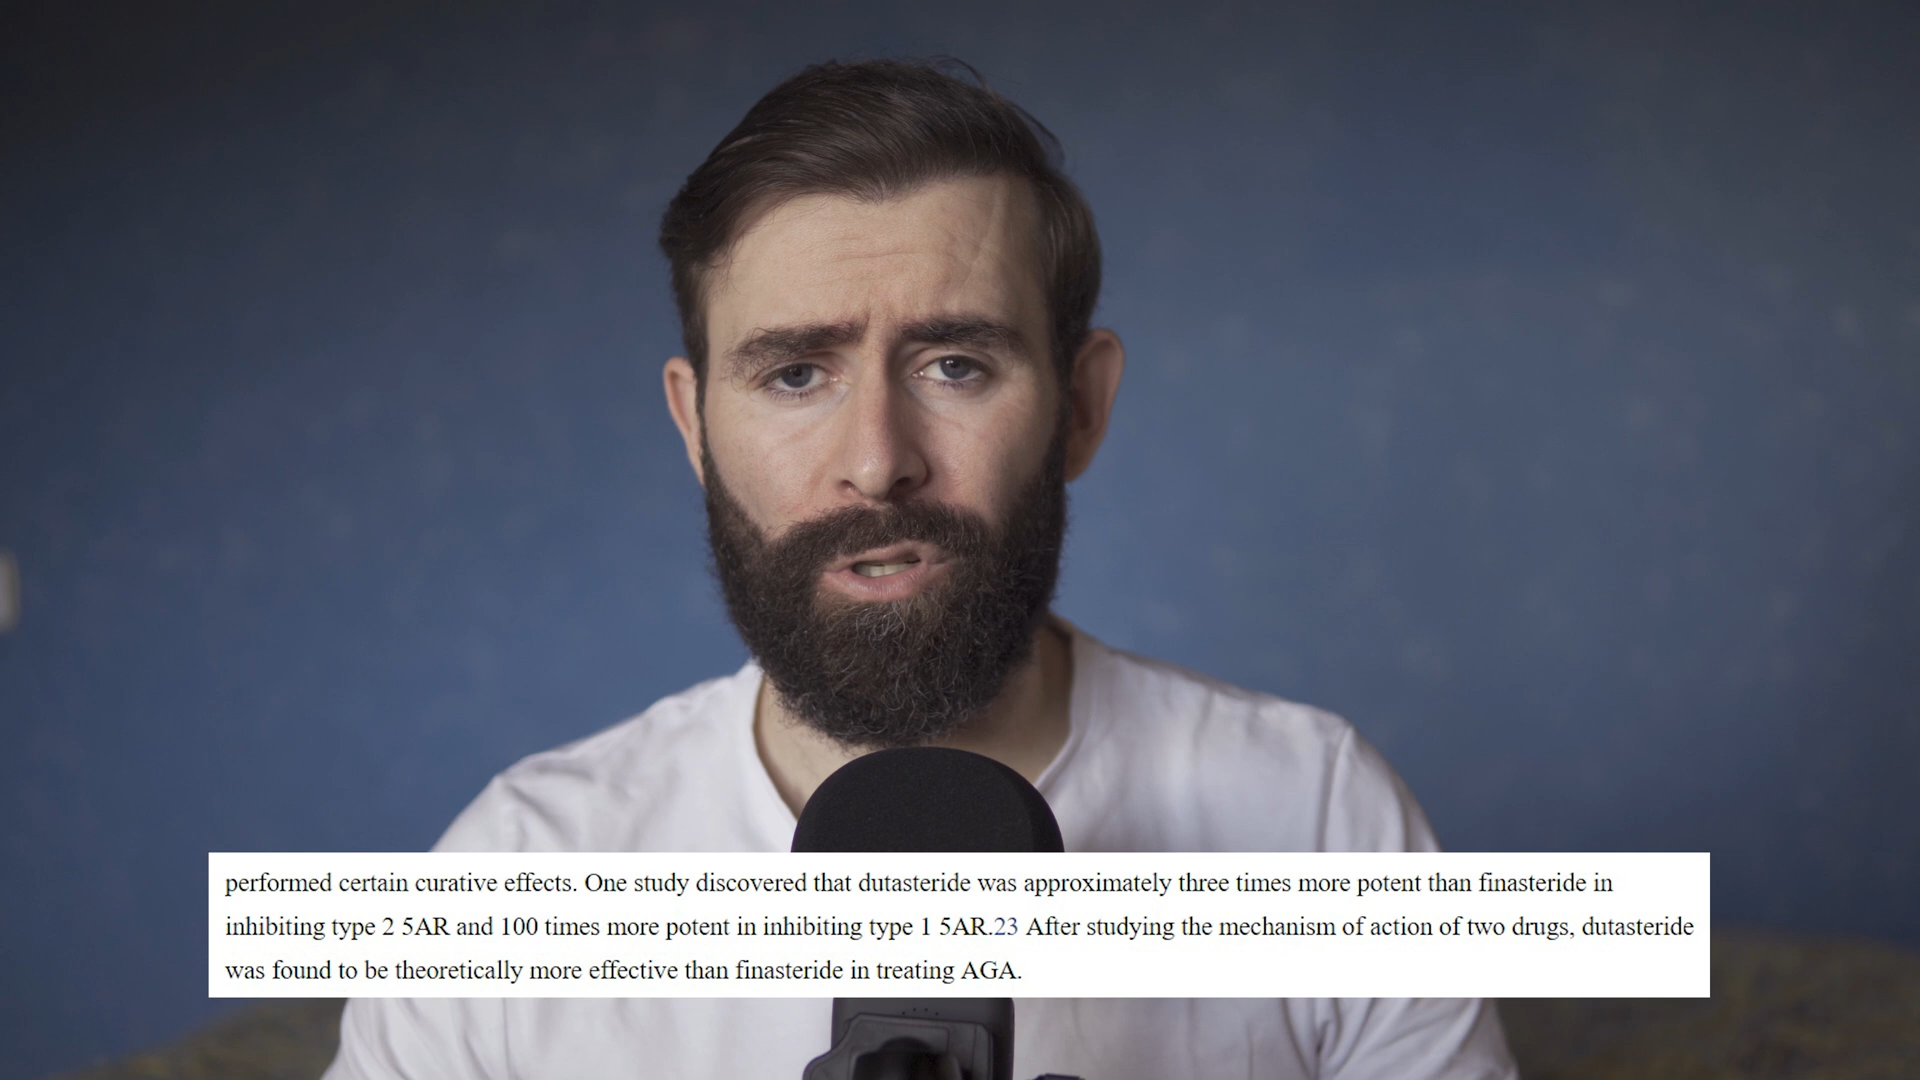 performed certain curative effects. One study discovered that dutasteride was approximately three times more potent than finasteride in
inhibiting type 2 5AR and 100 times more potent in inhibiting type 1 5AR.23 After studying the mechanism of action of two drugs, dutasteride
was found to be theoretically more effective than finasteride in treating AGA.